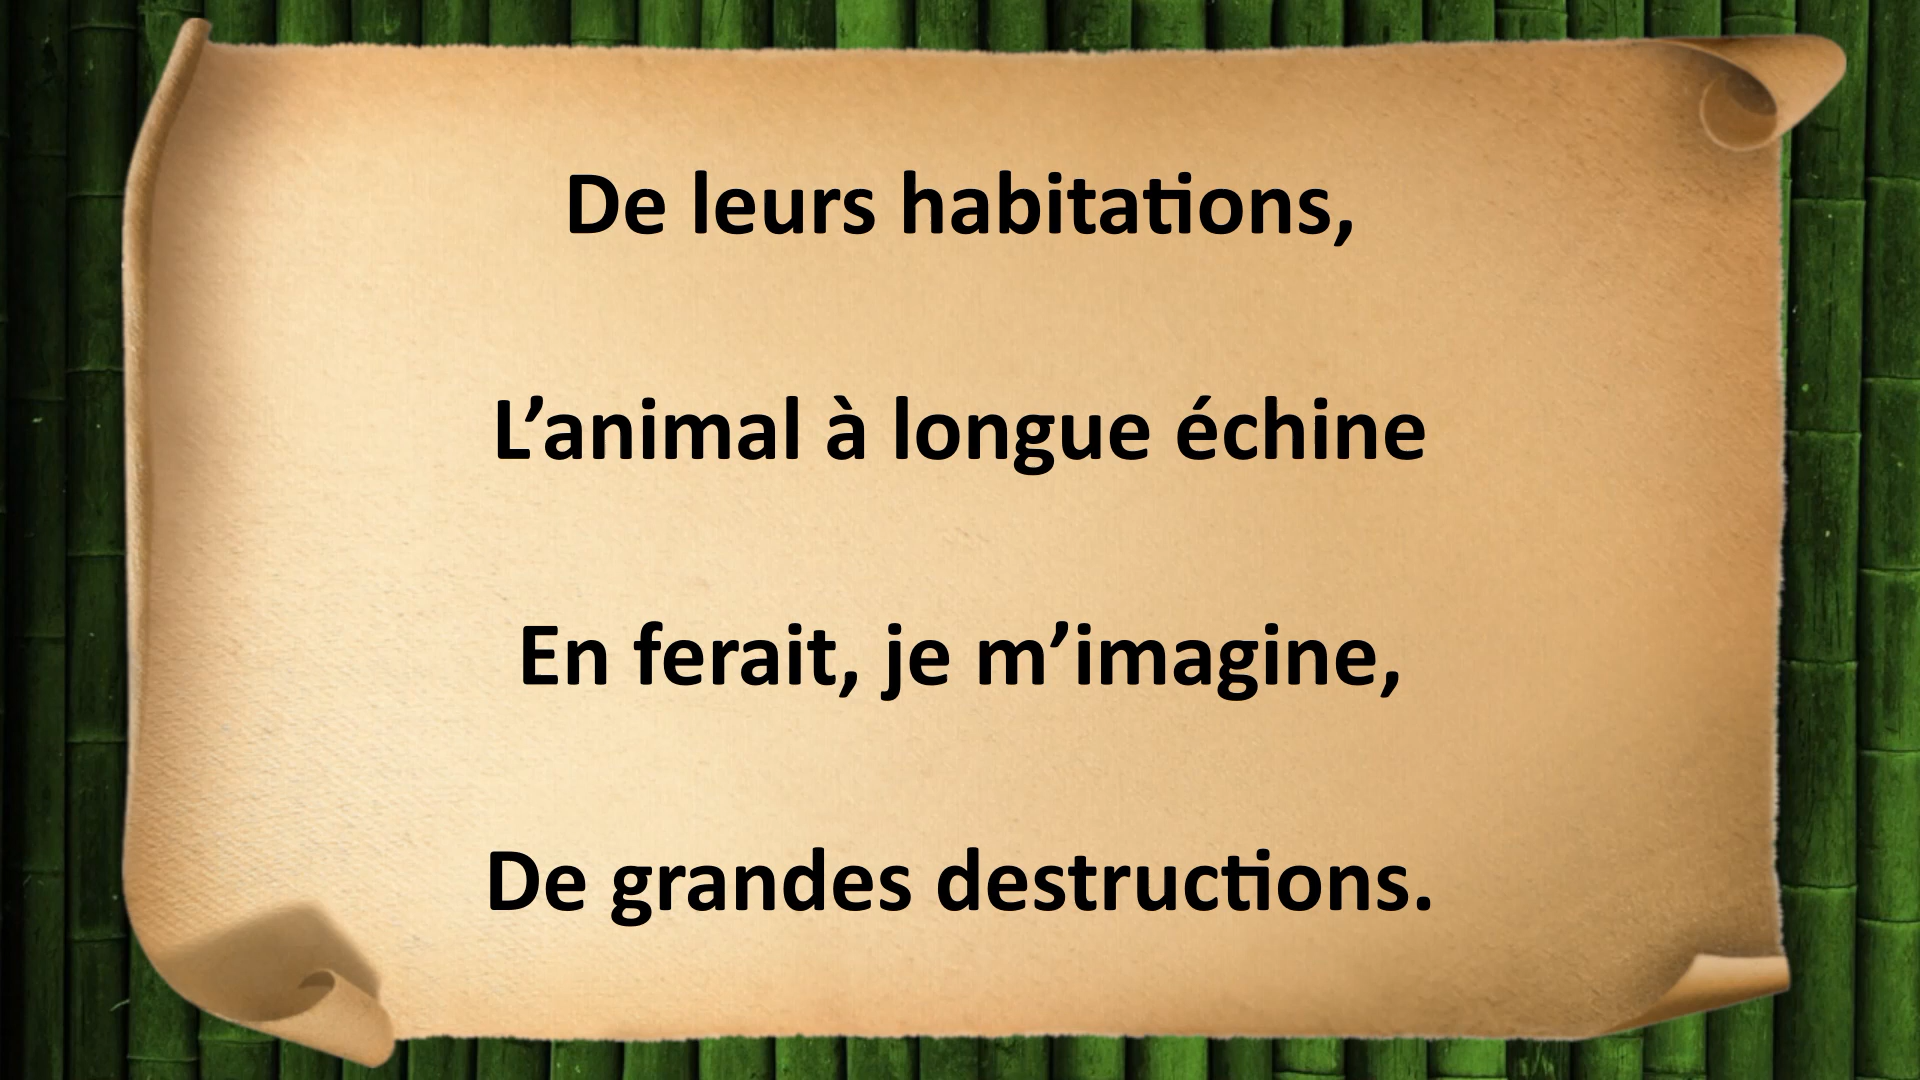 De leurs habitations,
L’animal à longue échine
En ferait, je m’imagine,
De grandes destructions.